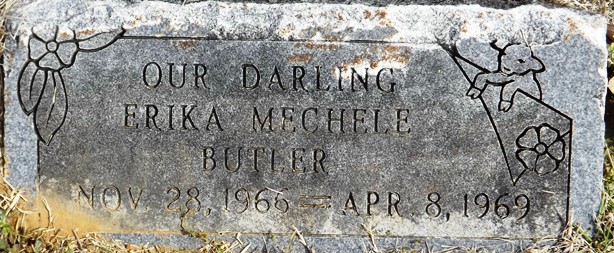 OUR DARLING
ERIKA MECHELE
BUTLER
NOV 28, 1966 = APR. 8, 1969